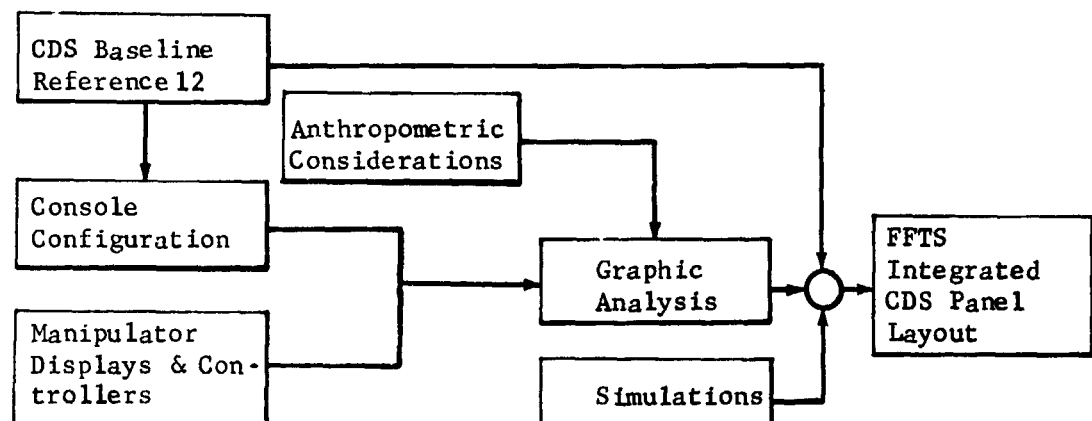 CDS Baseline
Reference 12
Anthropometric
Considerations
Console
Configuration
Graphic
Analysis
FFTS
Integrated
CDS Panel
Layout
Manipulator
Displays & Con-
trollers
Simulations